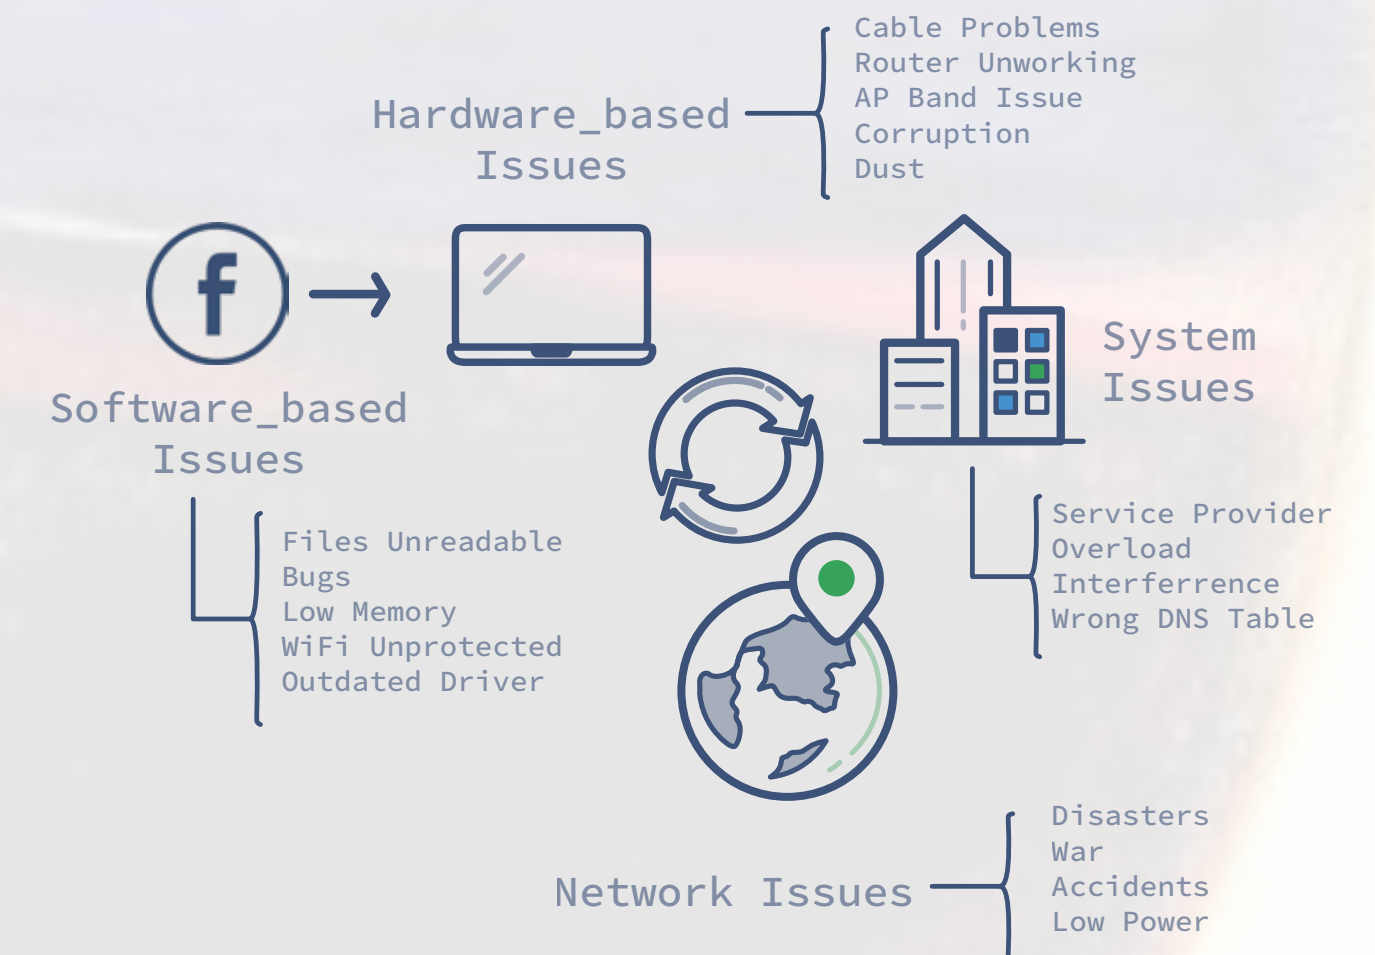 Hardware_based
Issues
Cable Problems
Router Unworking
AP Band Issue
Corruption
Dust
f
Software_based
Issues
Files Unreadable
Bugs
Low Memory
WiFi Unprotected
Outdated Driver
System
Issues
Service Provider
Overload
Interferrence
Wrong DNS Table
Network Issues
Disasters
War
Accidents
Low Power